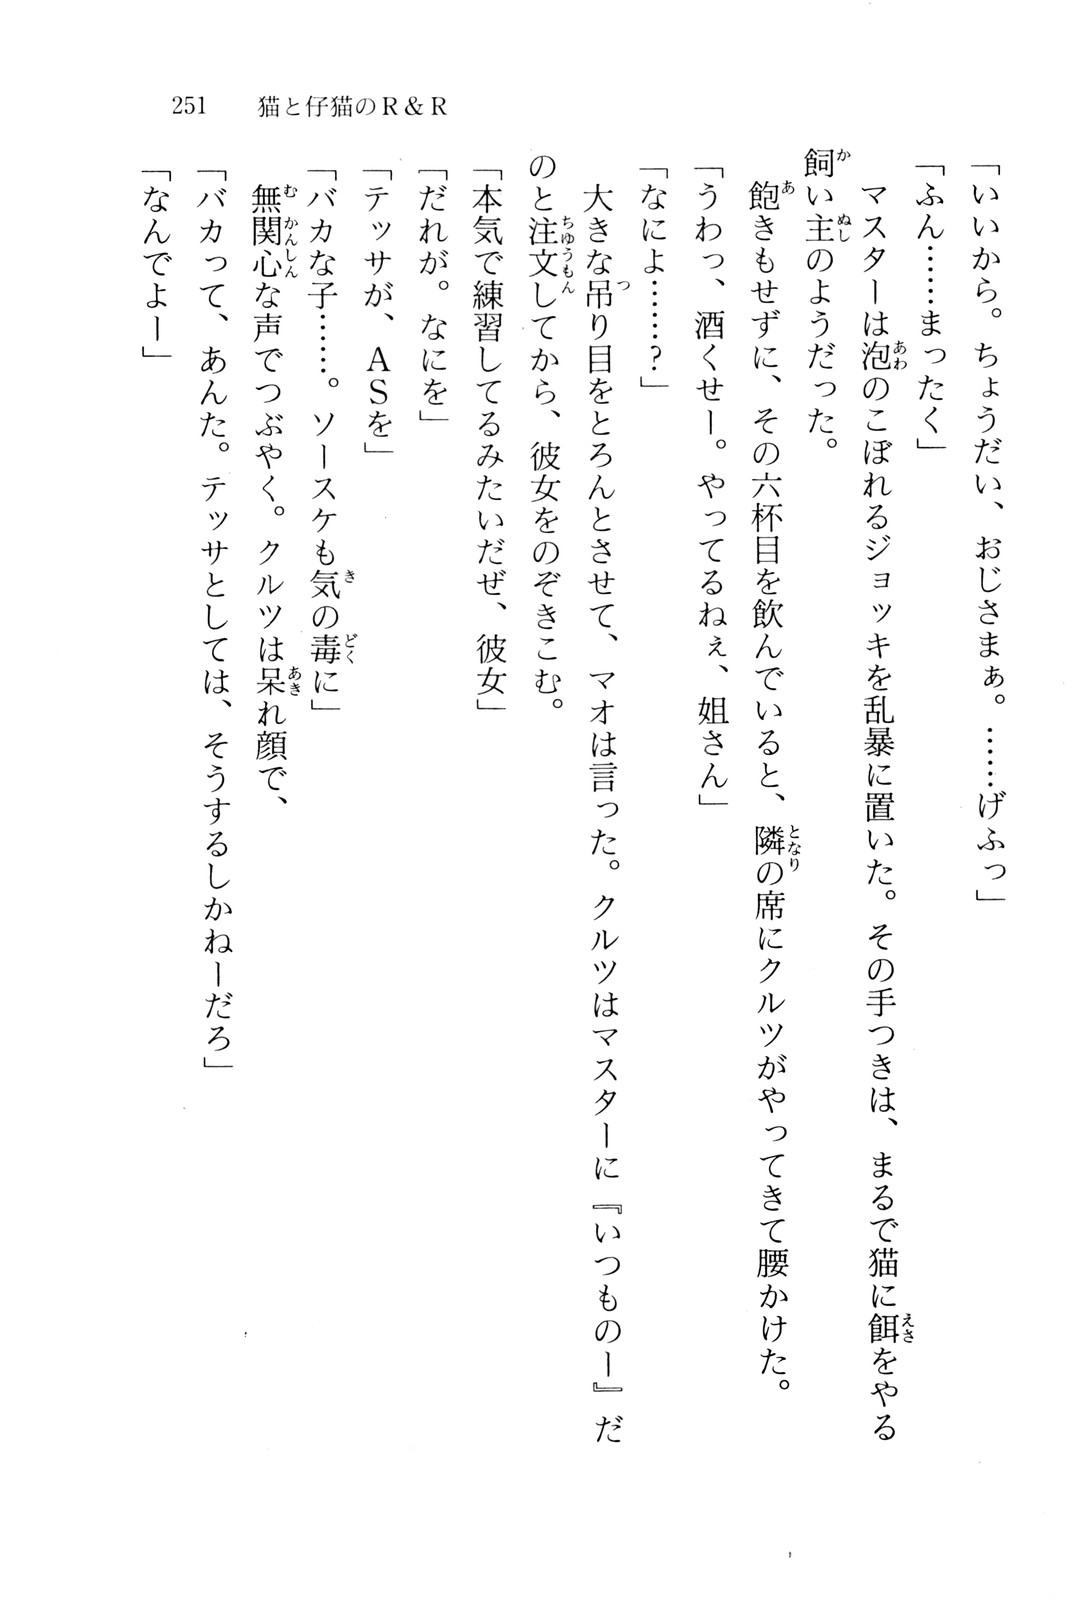 251　猫と仔猫のＲ＆Ｒ
「いいから。ちょうだい、おじさまぁ。……げふっ」
「ふん……まったく」
　マスターは泡のこぼれるジョッキを乱暴に置いた。その手つきは、まるで猫に餌をやる
飼い主のようだった。
　飽きもせずに、その六杯目を飲んでいると、隣の席にクルツがやってきて腰かけた。
「うわっ、酒くせー。やってるねぇ、姐さん」
「なによ……？」
　大きな吊り目をとろんとさせて、マオは言った。クルツはマスターに『いつものー』だ
のと注文してから、彼女をのぞきこむ。
「本気で練習してるみたいだぜ、彼女」
「だれが。なにを」
「テッサが、ＡＳを」
「バカな子……。ソースケも気の毒に」
　無関心な声でつぶやく。クルツは呆れ顔で、
「バカって、あんた。テッサとしては、そうするしかねーだろ」
「なんでよー」